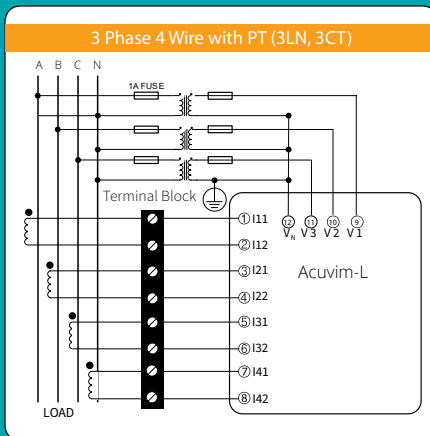 3 Phase 4 Wire with PT (3LN, 3CT)
A B C N
1A FUSE
Terminal Block
12 11 10 9
VN V3 V2 V1
Acuvim-L
1 I11
2 I12
3 I21
4 I22
5 I31
6 I32
7 I41
8 I42
LOAD